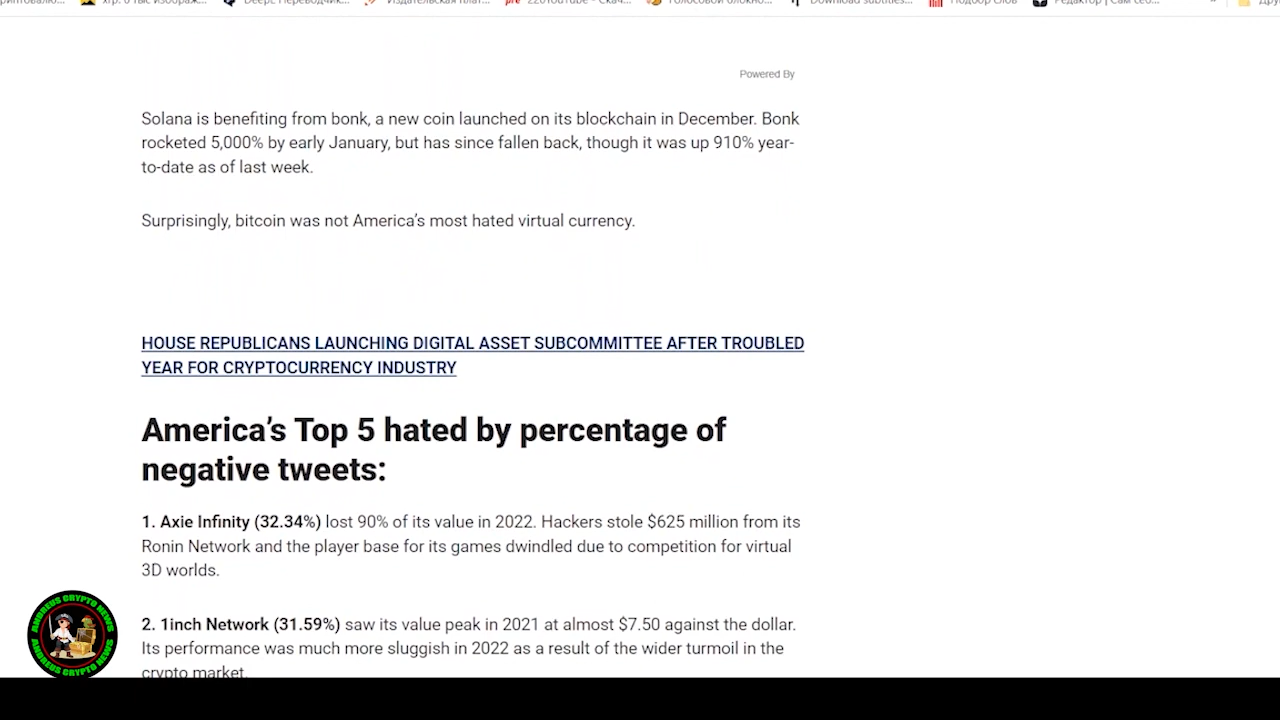 Powered By
Solana is benefiting from bonk, a new coin launched on its blockchain in December. Bonk
rocketed 5,000% by early January, but has since fallen back, though it was up 910% year-
to-date as of last week.
Surprisingly, bitcoin was not America’s most hated virtual currency.
HOUSE REPUBLICANS LAUNCHING DIGITAL ASSET SUBCOMMITTEE AFTER TROUBLED
YEAR FOR CRYPTOCURRENCY INDUSTRY
America’s Top 5 hated by percentage of
negative tweets:
1. Axie Infinity (32.34%) lost 90% of its value in 2022. Hackers stole $625 million from its
Ronin Network and the player base for its games dwindled due to competition for virtual
3D worlds.
2. 1inch Network (31.59%) saw its value peak in 2021 at almost $7.50 against the dollar.
Its performance was much more sluggish in 2022 as a result of the wider turmoil in the
crypto market.
ANDREUS CRYPTO NEWS
ANDREUS CRYPTO NEWS